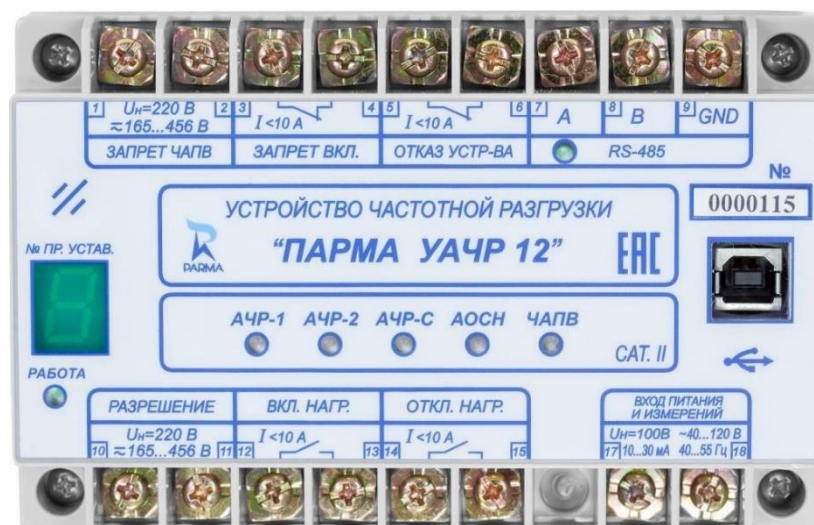 1 Uн=220 В 2 3 4 5 6 7 A 8 B 9 GND
≂165...456 В I <10 А I <10 А
ЗАПРЕТ ЧАПВ ЗАПРЕТ ВКЛ. ОТКАЗ УСТР-ВА RS-485
№
0000115
УСТРОЙСТВО ЧАСТОТНОЙ РАЗГРУЗКИ
PARMA "ПАРМА УАЧР 12" EAC
№ ПР. УСТАВ.
АЧР-1 АЧР-2 АЧР-С АОСН ЧАПВ
CAT. II
РАБОТА
РАЗРЕШЕНИЕ ВКЛ. НАГР. ОТКЛ. НАГР. ВХОД ПИТАНИЯ
И ИЗМЕРЕНИЙ
Uн=220 В I <10 А I <10 А Uн=100В ~40...120 В
10 ≂165...456 В 11 12 13 14 15 17 10...30 мА 40...55 Гц 18